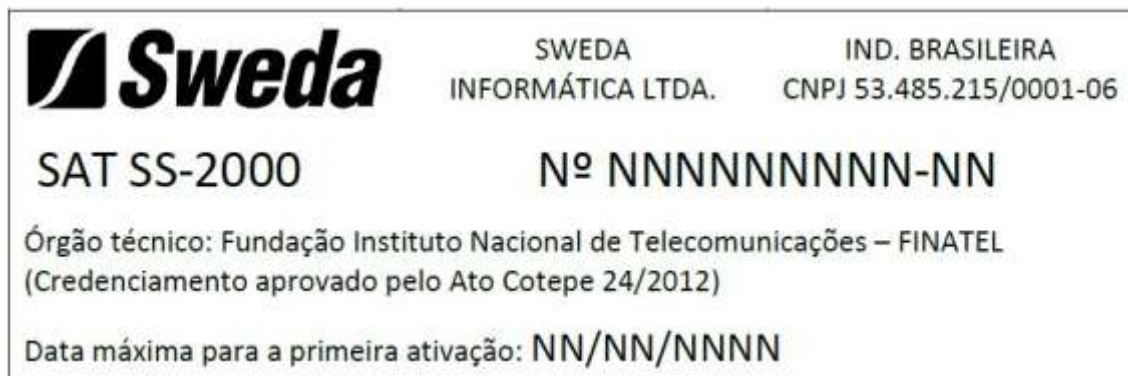 Sweda
SWEDA
INFORMÁTICA LTDA.
IND. BRASILEIRA
CNPJ 53.485.215/0001-06
SAT SS-2000
Nº NNNNNNNNN-NN
Órgão técnico: Fundação Instituto Nacional de Telecomunicações – FINATEL
(Credenciamento aprovado pelo Ato Cotepe 24/2012)
Data máxima para a primeira ativação: NN/NN/NNNN